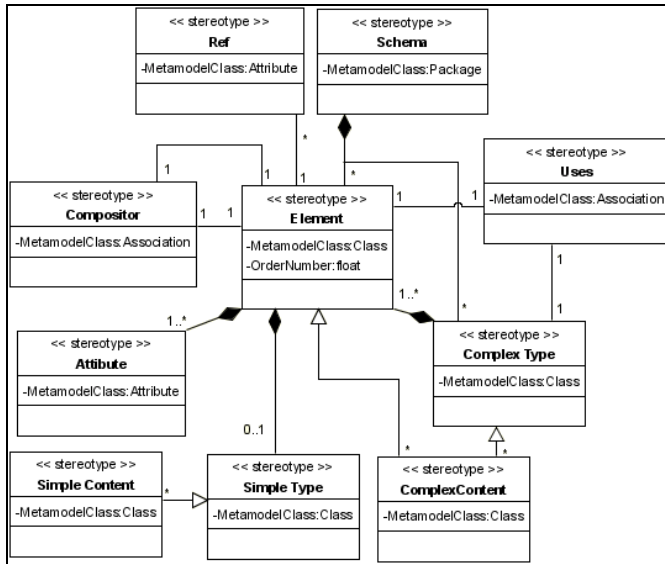 << stereotype >>
Ref
-MetamodelClass:Attribute
<< stereotype >>
Schema
-MetamodelClass:Package
*
*
1
1
1
<< stereotype >>
Compositor
-MetamodelClass:Association
1
1
<< stereotype >>
Element
-MetamodelClass:Class
-OrderNumber:float
1
1
<< stereotype >>
Uses
-MetamodelClass:Association
1
1
1..*
1..*
*
<< stereotype >>
Attibute
-MetamodelClass:Attribute
<< stereotype >>
Complex Type
-MetamodelClass:Class
0..1
*
*
<< stereotype >>
Simple Content
-MetamodelClass:Class
*
<< stereotype >>
Simple Type
-MetamodelClass:Class
<< stereotype >>
ComplexContent
-MetamodelClass:Class